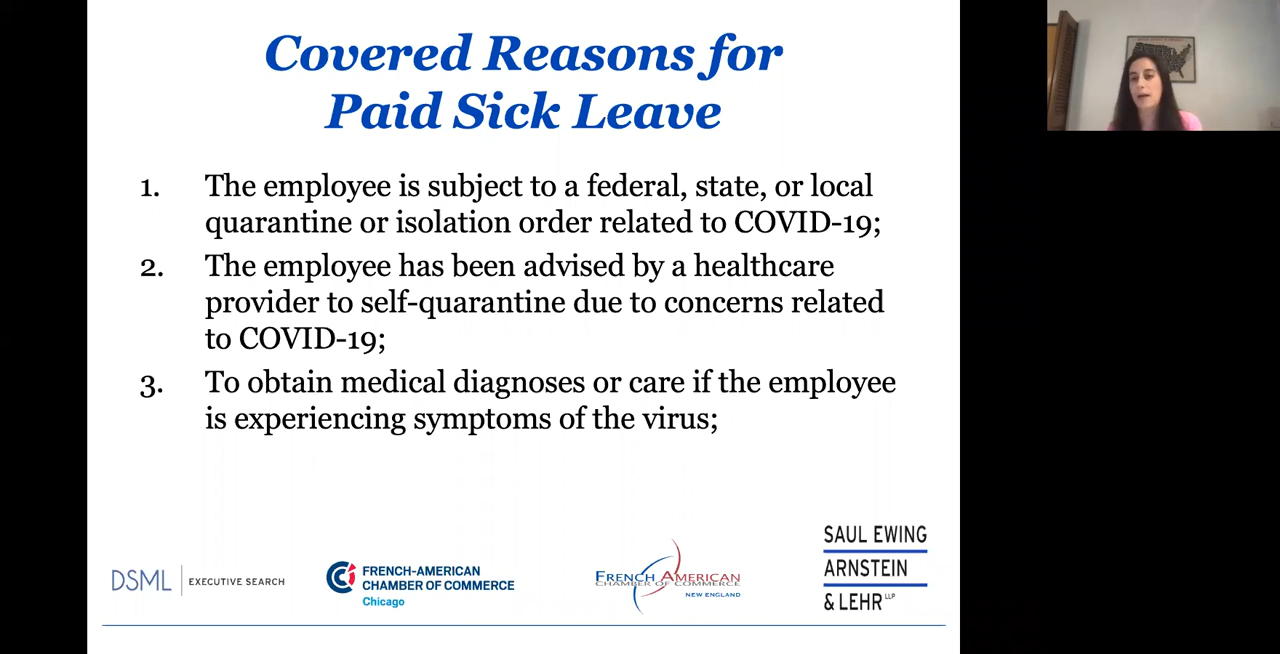 Covered Reasons for
Paid Sick Leave
1. The employee is subject to a federal, state, or local
quarantine or isolation order related to COVID-19;
2. The employee has been advised by a healthcare
provider to self-quarantine due to concerns related
to COVID-19;
3. To obtain medical diagnoses or care if the employee
is experiencing symptoms of the virus;
DSML EXECUTIVE SEARCH
FRENCH-AMERICAN
CHAMBER OF COMMERCE
Chicago
FRENCH AMERICAN
CHAMBER OF COMMERCE
NEW ENGLAND
SAUL EWING
ARNSTEIN
& LEHR LLP